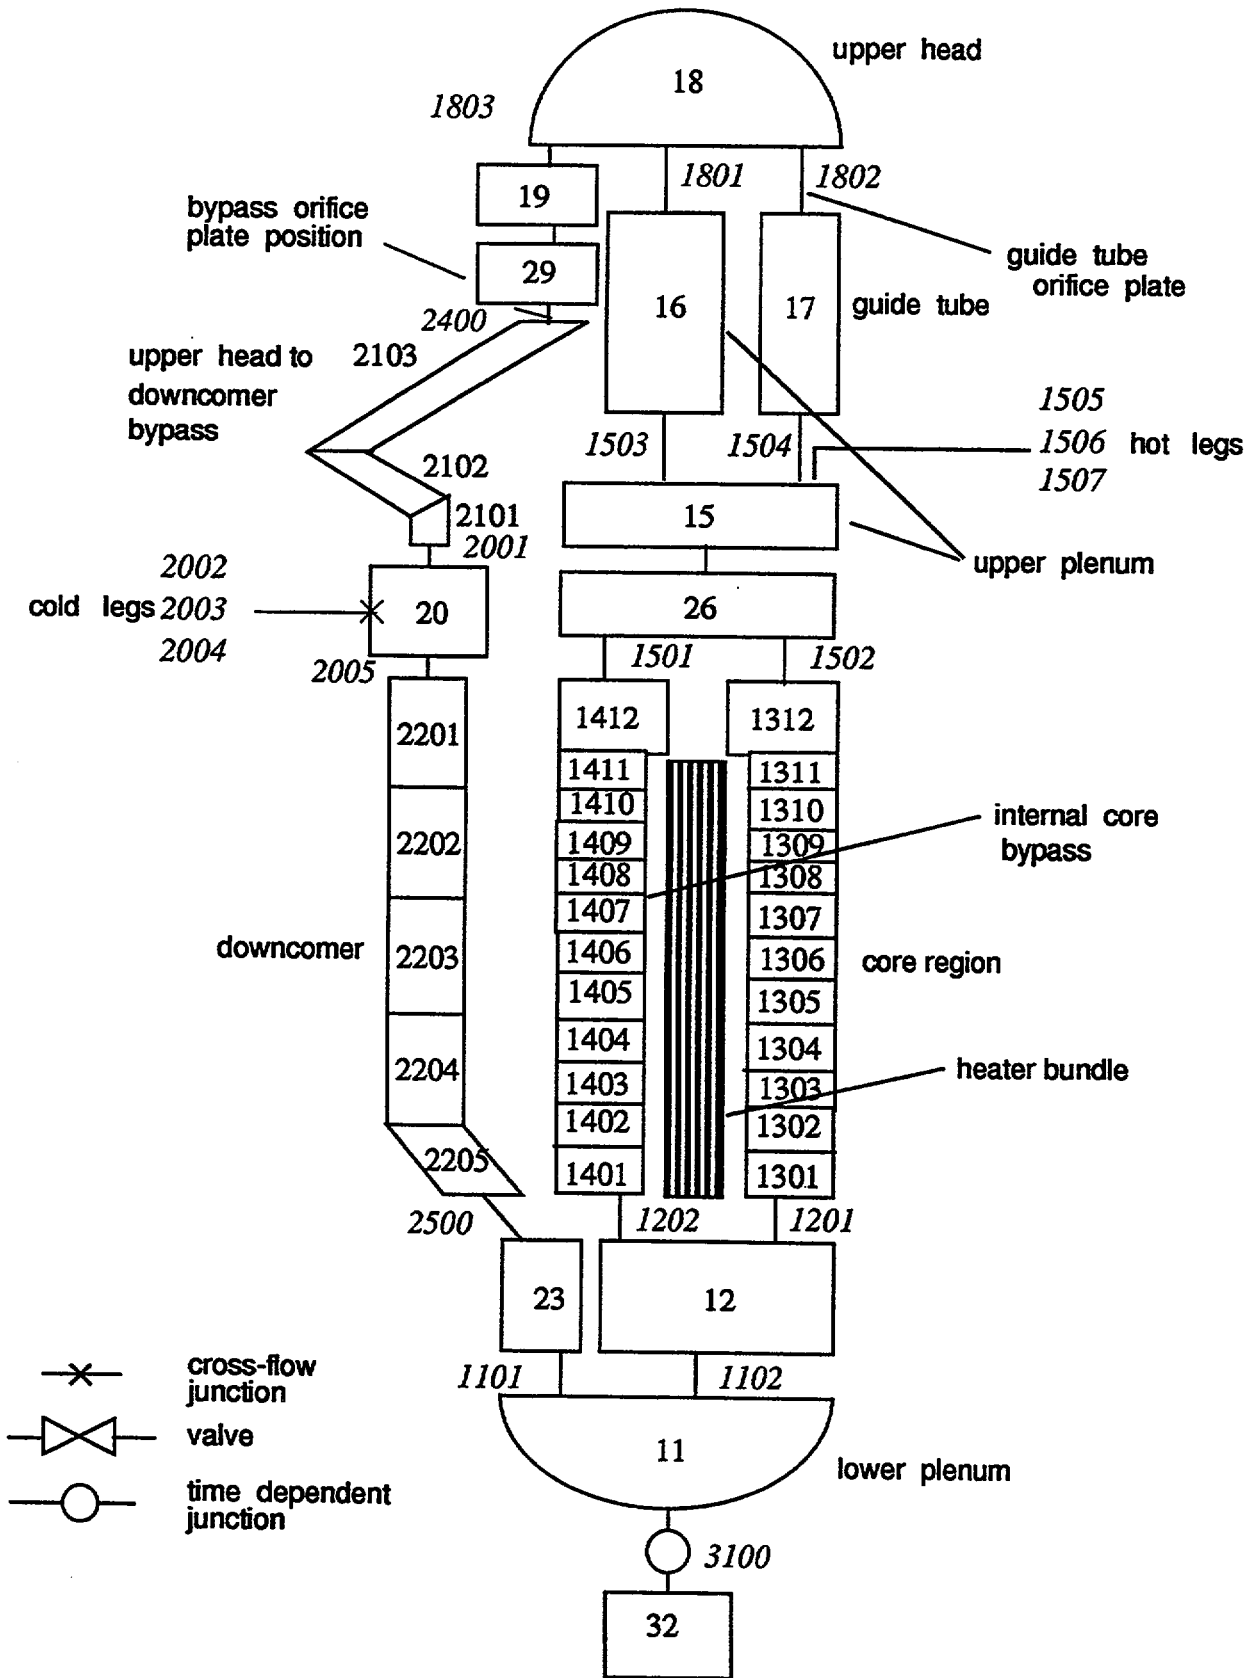 upper head
18
1803
1801
1802
19
bypass orifice
plate position
29
16
17
guide tube
orifice plate
guide tube
2400
upper head to
downcomer
bypass
2103
1505
1506 hot legs
1507
1503
1504
2102
2101
2001
15
upper plenum
2002
cold legs 2003
2004
20
26
2005
1501
1502
1412
1312
2201
1411
1311
1410
1310
internal core
bypass
2202
1409
1309
1408
1308
1407
1307
downcomer
2203
1406
1306
core region
1405
1305
1404
1304
2204
1403
1303
heater bundle
1402
1302
2205
1401
1301
2500
1202
1201
23
12
cross-flow
junction
1101
1102
valve
11
lower plenum
time dependent
junction
3100
32